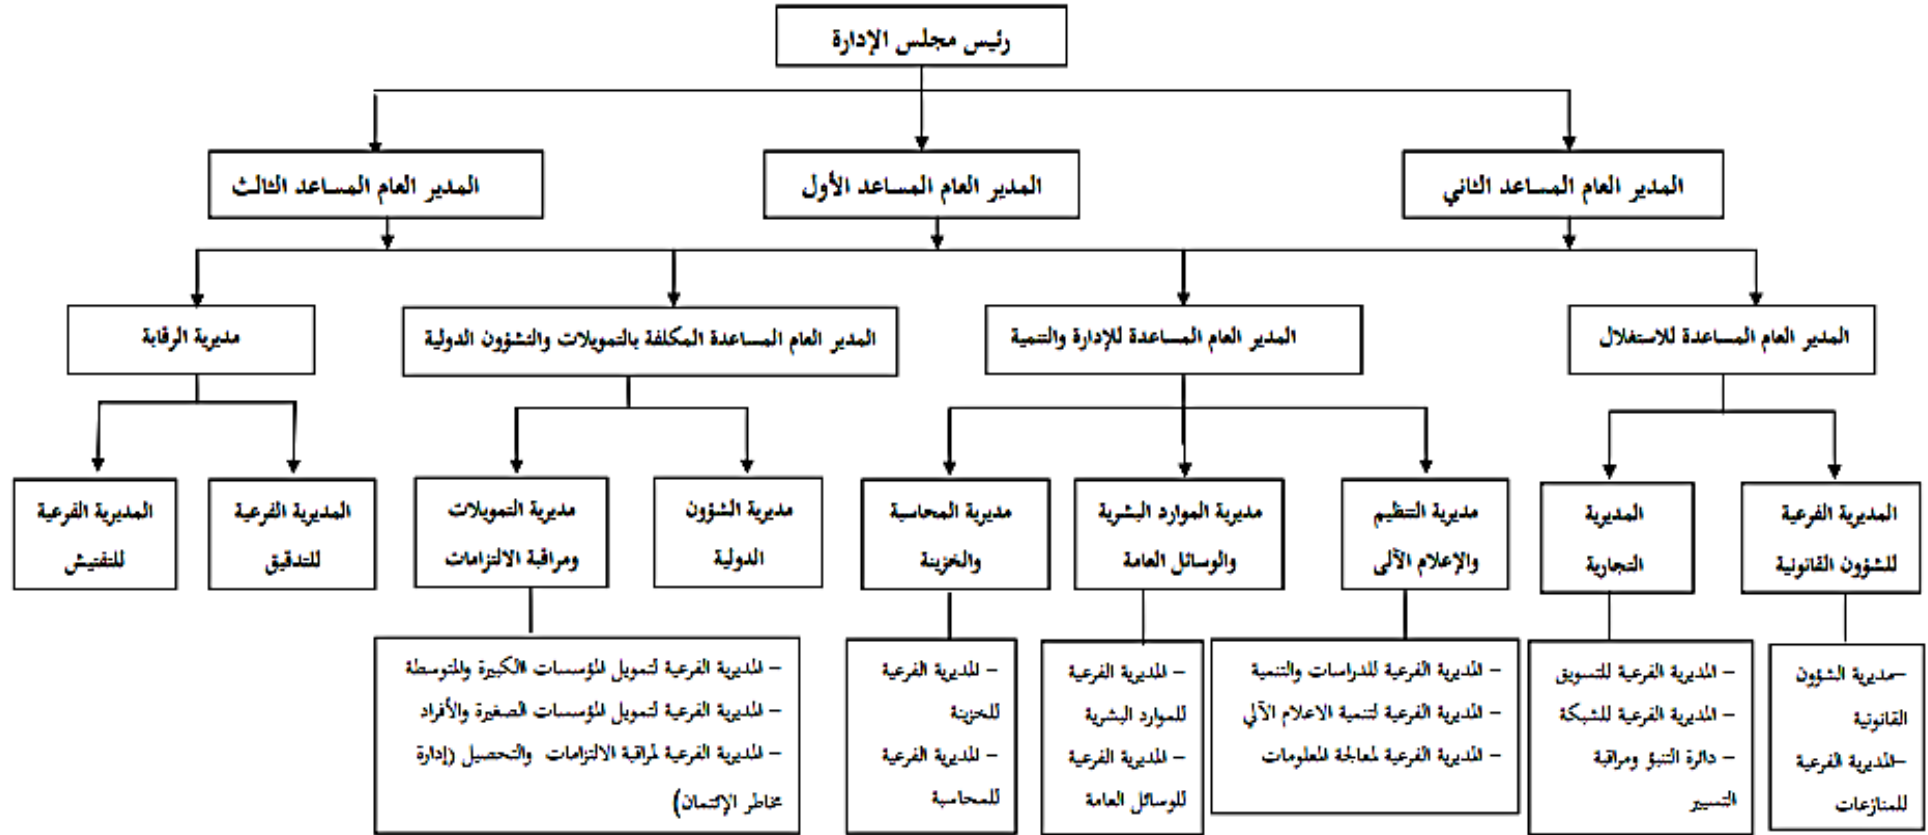 رئيس مجلس الإدارة
المدير العام المساعد الثاني
المدير العام المساعد الأول
المدير العام المساعد الثالث
المدير العام المساعدة للاستغلال
المدير العام المساعدة للإدارة والتنمية
المدير العام المساعدة المكلفة بالتمويلات والتشؤون الدولية
مديرية الرقابة
المديرية الفرعية
للشؤون القانونية
المديرية
التجارية
مديرية التنظيم
والإعلام الآلى
مديرية الموارد البشرية
والوسائل العامة
مديرية المحاسبة
والخزينة
مديرية الشؤون
الدولية
مديرية التمويلات
ومراقبة الالتزامات
المديرية الفرعية
للتدقيق
المديرية الفرعية
للتفتيش
–مديرية الشؤون
القانونية
–المديرية الفرعية
للمنازعات
– المديرية الفرعية للتسويق
– المديرية الفرعية للشبكة
– دائرة التنبؤ ومراقبة
التسيير
– المديرية الفرعية للدراسات والتنمية
– المديرية الفرعية لتنمية الاعلام الآلي
– المديرية الفرعية لمعالجة المعلومات
– المديرية الفرعية
للموارد البشرية
– المديرية الفرعية
للوسائل العامة
– المديرية الفرعية
للخزينة
– المديرية الفرعية
للمحاسبة
– المديرية الفرعية لتمويل المؤسسات الكبيرة والمتوسطة
– المديرية الفرعية لتمويل المؤسسات الصغيرة والأفراد
– المديرية الفرعية لمراقبة الالتزامات والتحصيل (إدارة
مخاطر الإئتمان)